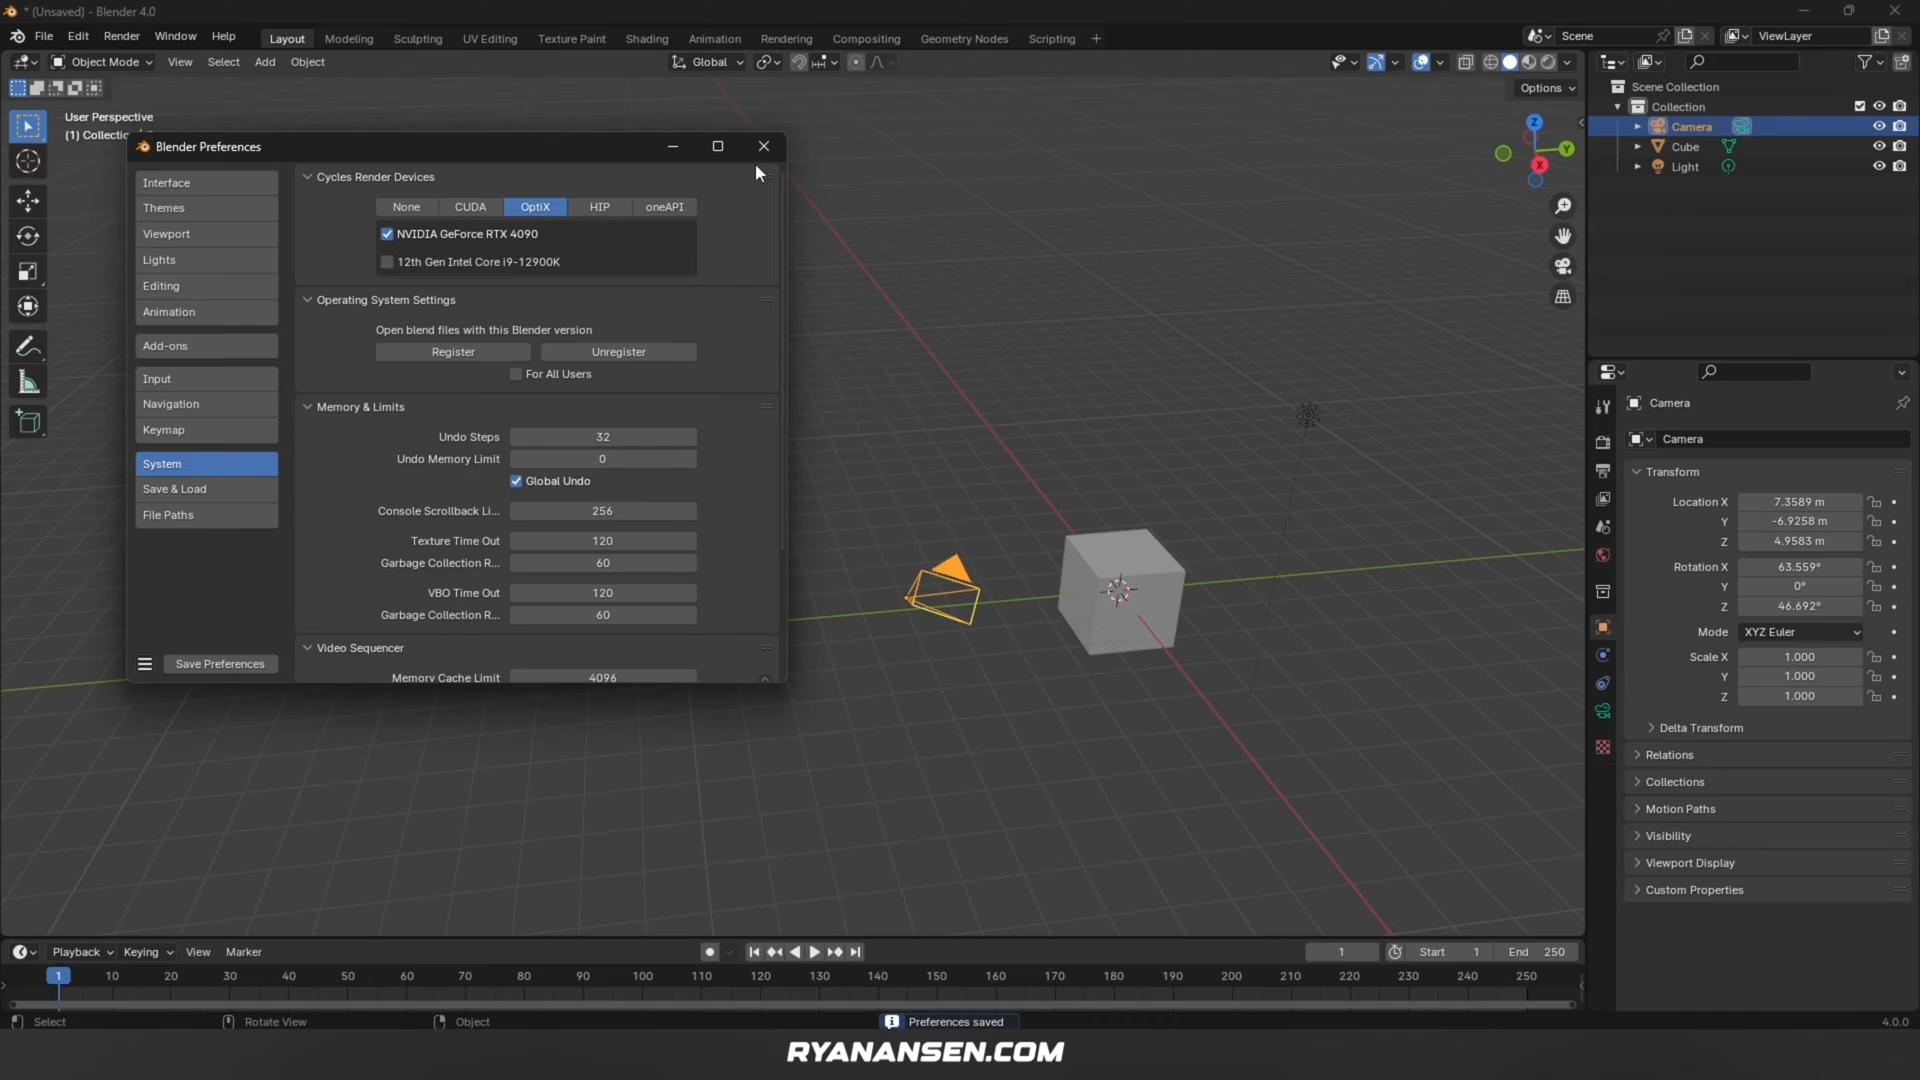 * (Unsaved) - Blender 4.0
File Edit Render Window Help Layout Modeling Sculpting UV Editing Texture Paint Shading Animation Rendering Compositing Geometry Nodes Scripting + Scene ViewLayer
Object Mode View Select Add Object Global
Options
User Perspective
(1) Collectic
Blender Preferences
Interface
Themes
Viewport
Lights
Editing
Animation
Add-ons
Input
Navigation
Keymap
System
Save & Load
File Paths
Save Preferences
Cycles Render Devices
None CUDA OptiX HIP oneAPI
NVIDIA GeForce RTX 4090
12th Gen Intel Core i9-12900K
Operating System Settings
Open blend files with this Blender version
Register Unregister
For All Users
Memory & Limits
Undo Steps 32
Undo Memory Limit 0
Global Undo
Console Scrollback Li... 256
Texture Time Out 120
Garbage Collection R... 60
VBO Time Out 120
Garbage Collection R... 60
Video Sequencer
Memory Cache Limit 4096
Z
Y
X
Scene Collection
Collection
Camera
Cube
Light
Camera
Camera
Transform
Location X 7.3589 m
Y -6.9258 m
Z 4.9583 m
Rotation X 63.559°
Y 0°
Z 46.692°
Mode XYZ Euler
Scale X 1.000
Y 1.000
Z 1.000
Delta Transform
Relations
Collections
Motion Paths
Visibility
Viewport Display
Custom Properties
Playback Keying View Marker 1 Start 1 End 250
1 10 20 30 40 50 60 70 80 90 100 110 120 130 140 150 160 170 180 190 200 210 220 230 240 250
Select Rotate View Object Preferences saved 4.0.0
RYANANSEN.COM